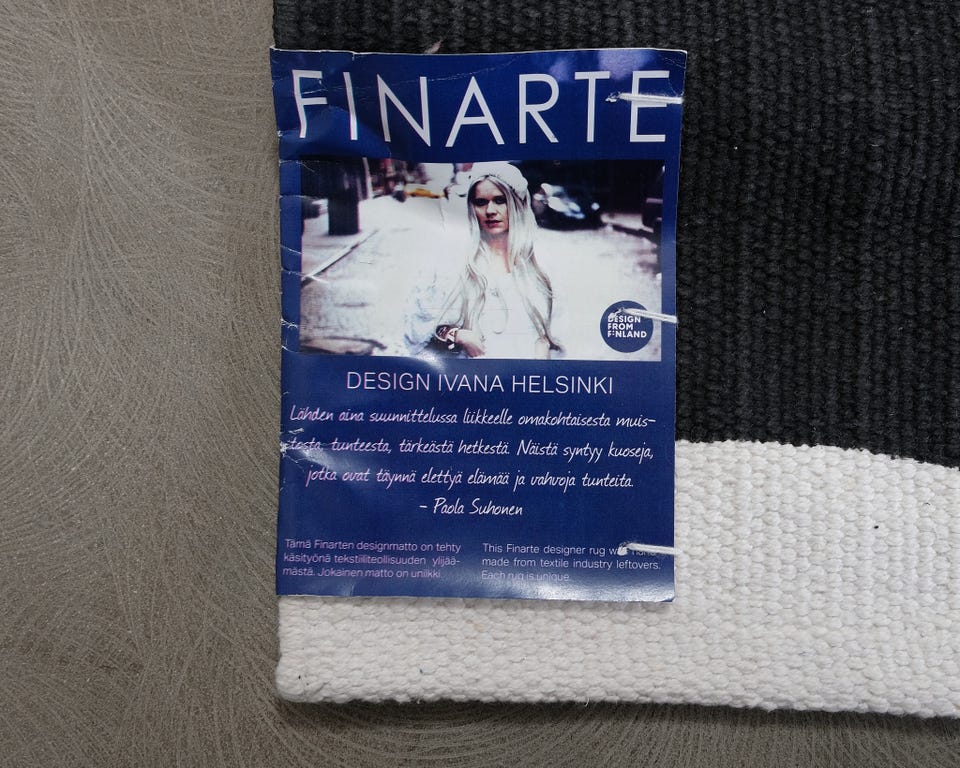 FINARTE
DESIGN
FROM
FINLAND
DESIGN IVANA HELSINKI
Lähden aina suunnittelussa liikkeelle omakohtaisesta muis-
tosta, tunteesta, tärkeästä hetkestä. Näistä syntyy kuoseja,
jotka ovat täynnä elettyä elämää ja vahvoja tunteita.
- Paola Suhonen
Tämä Finarten designmatto on tehty
käsityönä tekstiiliteollisuuden ylijää-
mästä. Jokainen matto on uniikki.
This Finarte designer rug was hand-
made from textile industry leftovers.
Each rug is unique.